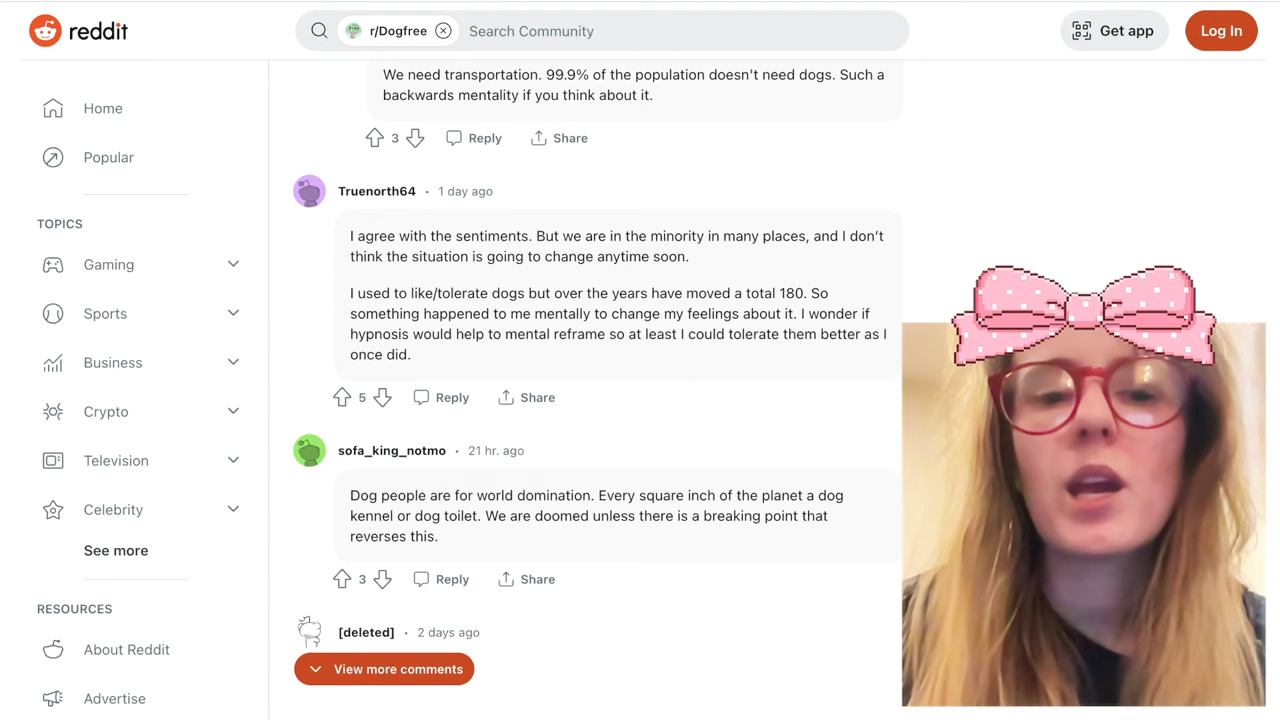 reddit
r/Dogfree
Search Community
Get app
Log In
Home
Popular
TOPICS
Gaming
Sports
Business
Crypto
Television
Celebrity
See more
RESOURCES
About Reddit
Advertise
We need transportation. 99.9% of the population doesn't need dogs. Such a
backwards mentality if you think about it.
3 Reply Share
Truenorth64 • 1 day ago
I agree with the sentiments. But we are in the minority in many places, and I don’t
think the situation is going to change anytime soon.
I used to like/tolerate dogs but over the years have moved a total 180. So
something happened to me mentally to change my feelings about it. I wonder if
hypnosis would help to mental reframe so at least I could tolerate them better as I
once did.
5 Reply Share
sofa_king_notmo • 21 hr. ago
Dog people are for world domination. Every square inch of the planet a dog
kennel or dog toilet. We are doomed unless there is a breaking point that
reverses this.
3 Reply Share
[deleted] • 2 days ago
View more comments